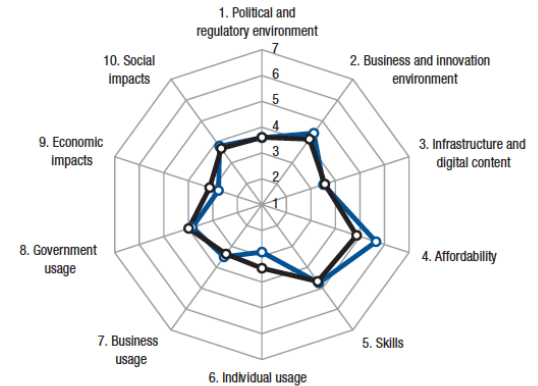 1. Political and
regulatory environment
7
6
5
4
3
2
1
2. Business and innovation
environment
3. Infrastructure and
digital content
4. Affordability
5. Skills
6. Individual usage
7. Business
usage
8. Government
usage
9. Economic
impacts
10. Social
impacts